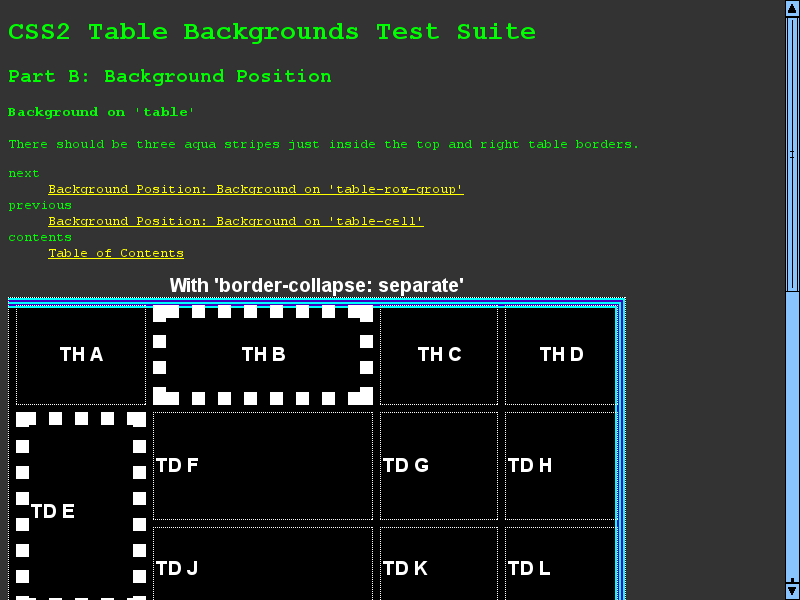 CSS2 Table Backgrounds Test Suite
Part B: Background Position
Background on 'table'
There should be three aqua stripes just inside the top and right table borders.
next
Background Position: Background on 'table-row-group'
previous
Background Position: Background on 'table-cell'
contents
Table of Contents
With 'border-collapse: separate'
TH A TH B TH C TH D
TD E
TD F TD G TD H
TD J TD K TD L